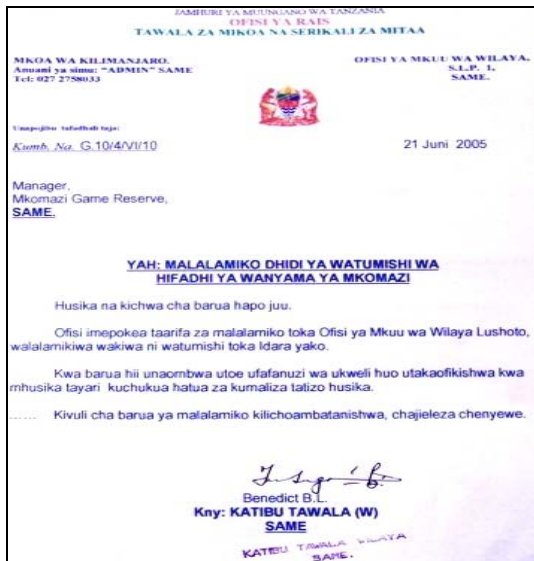 JAMHURI YA MUUNGANO WA TANZANIA
OFISI YA RAIS
TAWALA ZA MIKOA NA SERIKALI ZA MITAA
MKOA WA KILIMANJARO.
Anuani ya simu: "ADMIN" SAME
Tel: 027 2758033
OFISI YA MKUU WA WILAYA,
S.L.P. 1,
SAME.
Unapojibu tafadhali taja:
Kumb. Na. G.10/4/VI/10
21 Juni 2005
Manager,
Mkomazi Game Reserve,
SAME.
YAH: MALALAMIKO DHIDI YA WATUMISHI WA
HIFADHI YA WANYAMA YA MKOMAZI
Husika na kichwa cha barua hapo juu.
Ofisi imepokea taarifa za malalamiko toka Ofisi ya Mkuu wa Wilaya Lushoto,
walalamikiwa wakiwa ni watumishi toka Idara yako.
Kwa barua hii unaombwa utoe ufafanuzi wa ukweli huo utakaofikishwa kwa
mhusika tayari kuchukua hatua za kumaliza tatizo husika.
...... Kivuli cha barua ya malalamiko kilichoambatanishwa, chajieleza chenyewe.
Benedict B.L.
Kny: KATIBU TAWALA (W)
SAME
KATIBU TAWALA WILAYA
SAME.